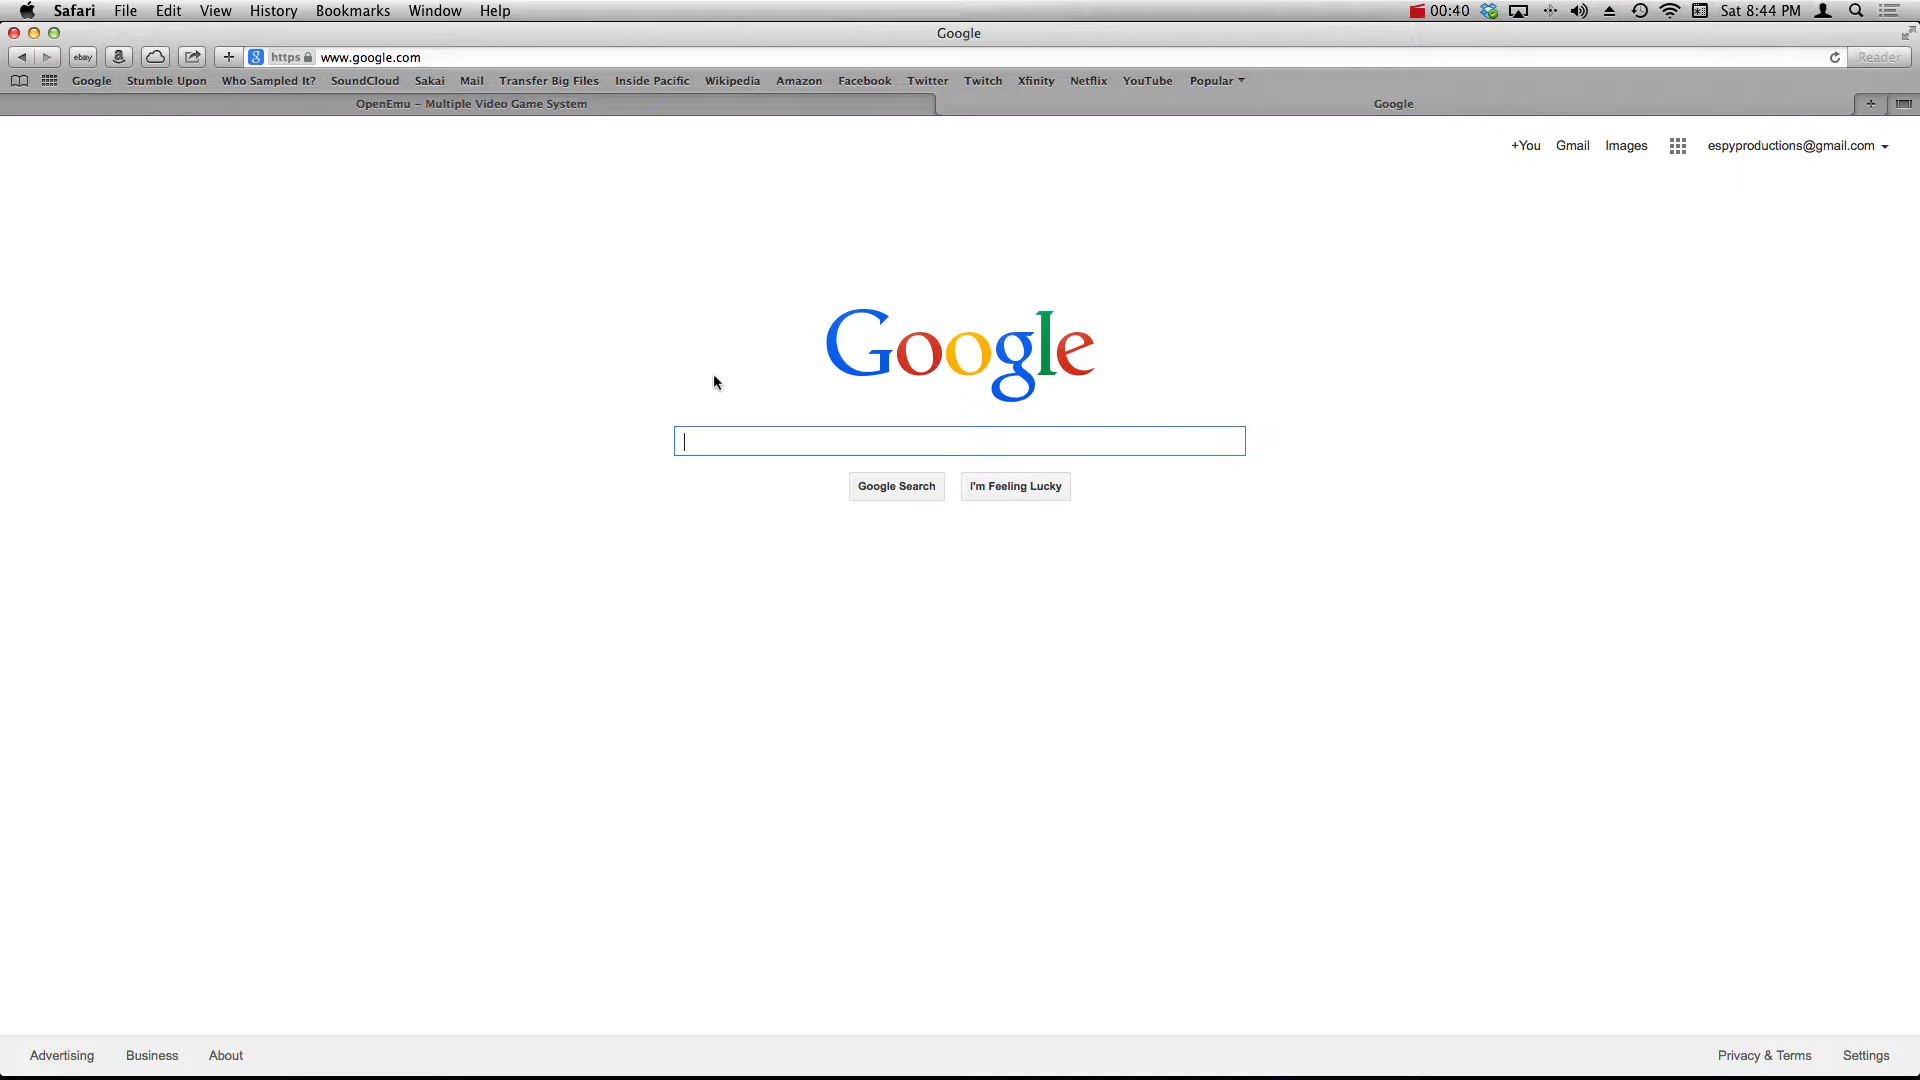 Safari File Edit View History Bookmarks Window Help 00:40 Sat 8:44 PM
Google
ebay a + 8 https www.google.com Reader
Google Stumble Upon Who Sampled It? SoundCloud Sakai Mail Transfer Big Files Inside Pacific Wikipedia Amazon Facebook Twitter Twitch Xfinity Netflix YouTube Popular
OpenEmu – Multiple Video Game System Google +
+You Gmail Images espyproductions@gmail.com
Google
Google Search I'm Feeling Lucky
Advertising Business About Privacy & Terms Settings